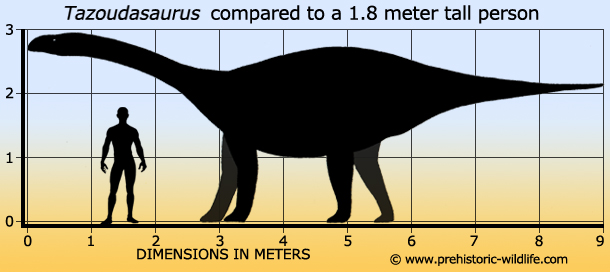 Tazoudasaurus compared to a 1.8 meter tall person
3
2
1
0
0 1 2 3 4 5 6 7 8 9
DIMENSIONS IN METERS
© www.prehistoric-wildlife.com